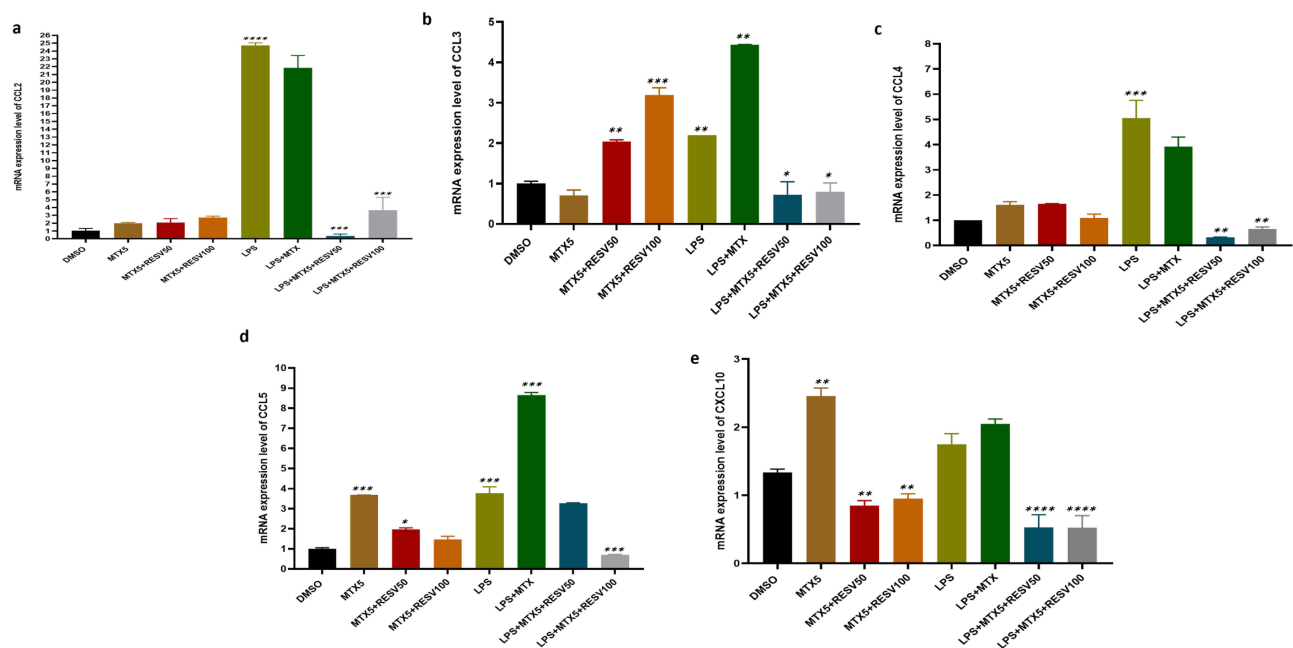 a
mRNA expression level of CCL2
26
25
24
23
22
21
20
19
18
17
16
15
14
13
12
11
10
9
8
7
6
5
4
3
2
1
0
****
***
***
DMSO
MTX5
MTX5+RESV50
MTX5+RESV100
LPS
LPS+MTX
LPS+MTX5+RESV50
LPS+MTX5+RESV100
b
mRNA expression level of CCL3
5
4
3
2
1
0
**
***
**
**
*
*
DMSO
MTX5
MTX5+RESV50
MTX5+RESV100
LPS
LPS+MTX
LPS+MTX5+RESV50
LPS+MTX5+RESV100
c
mRNA expression level of CCL4
8
7
6
5
4
3
2
1
0
***
**
**
DMSO
MTX5
MTX5+RESV50
MTX5+RESV100
LPS
LPS+MTX
LPS+MTX5+RESV50
LPS+MTX5+RESV100
d
mRNA expression level of CCL5
10
9
8
7
6
5
4
3
2
1
0
***
*
***
***
***
DMSO
MTX5
MTX5+RESV50
MTX5+RESV100
LPS
LPS+MTX
LPS+MTX5+RESV50
LPS+MTX5+RESV100
e
mRNA expression level of CXCL10
3
2
1
0
**
**
**
****
****
DMSO
MTX5
MTX5+RESV50
MTX5+RESV100
LPS
LPS+MTX
LPS+MTX5+RESV50
LPS+MTX5+RESV100